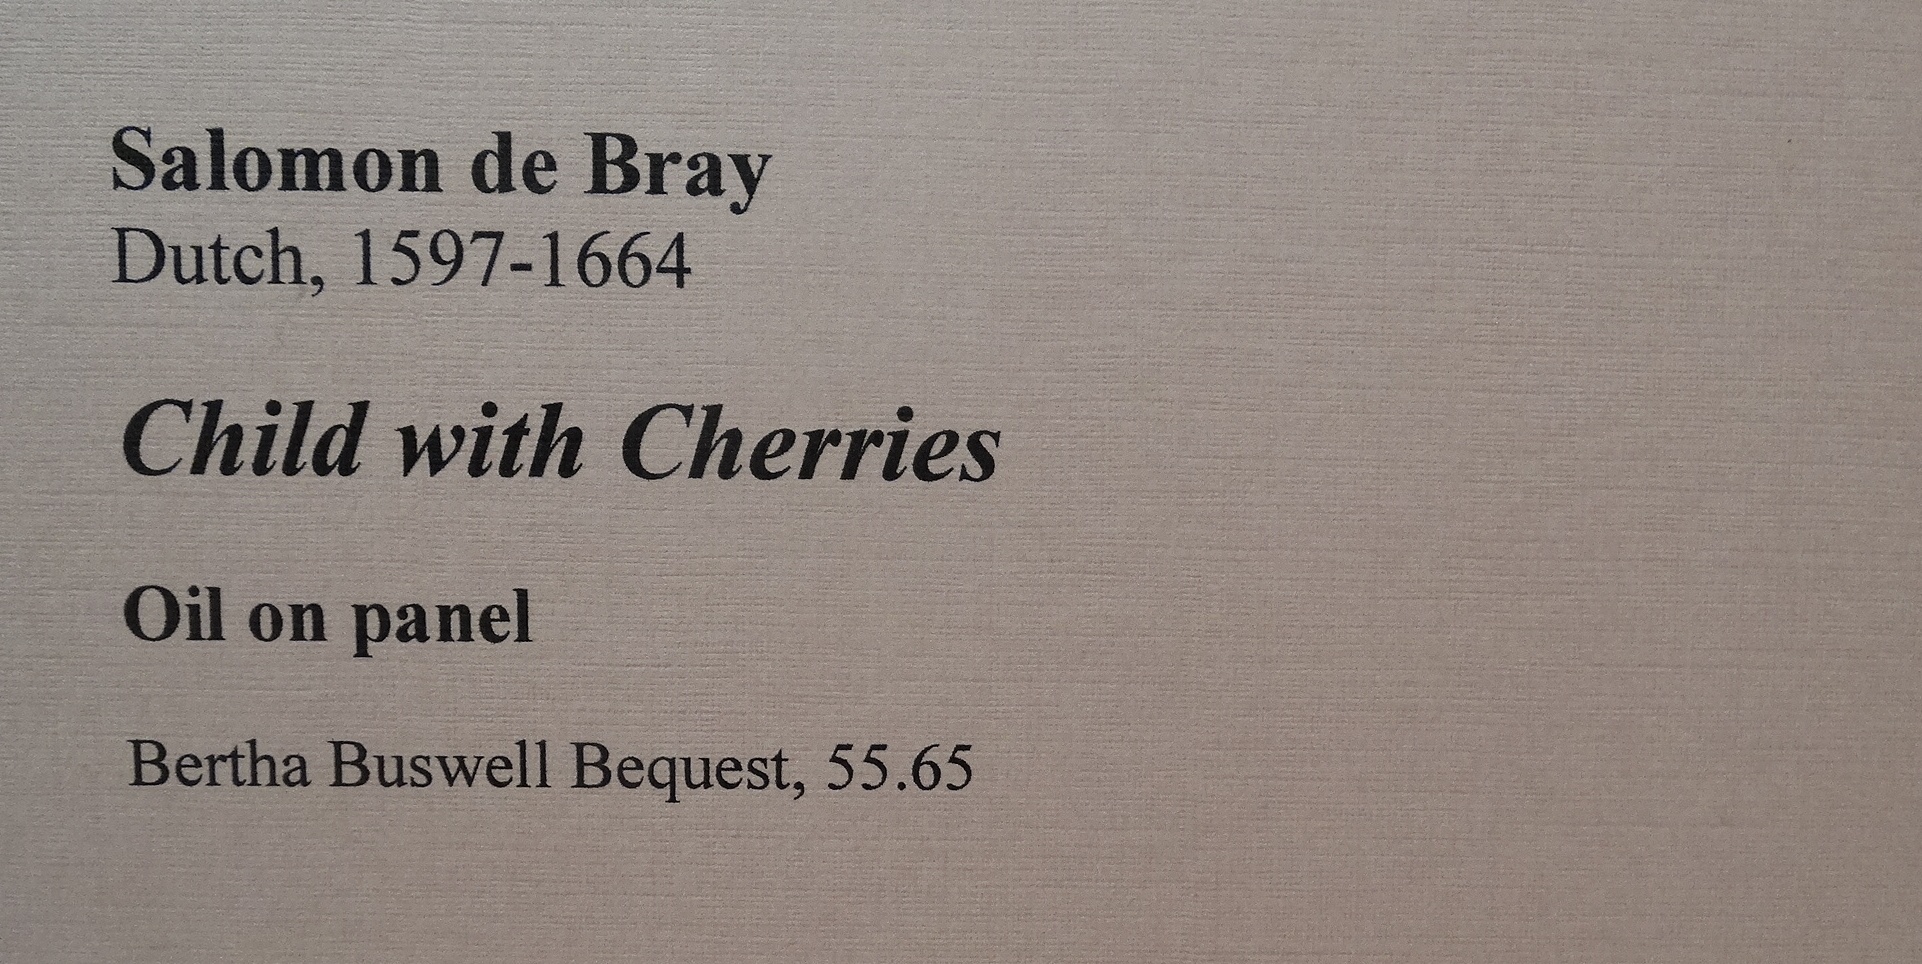 Salomon de Bray
Dutch, 1597-1664
Child with Cherries
Oil on panel
Bertha Buswell Bequest, 55.65